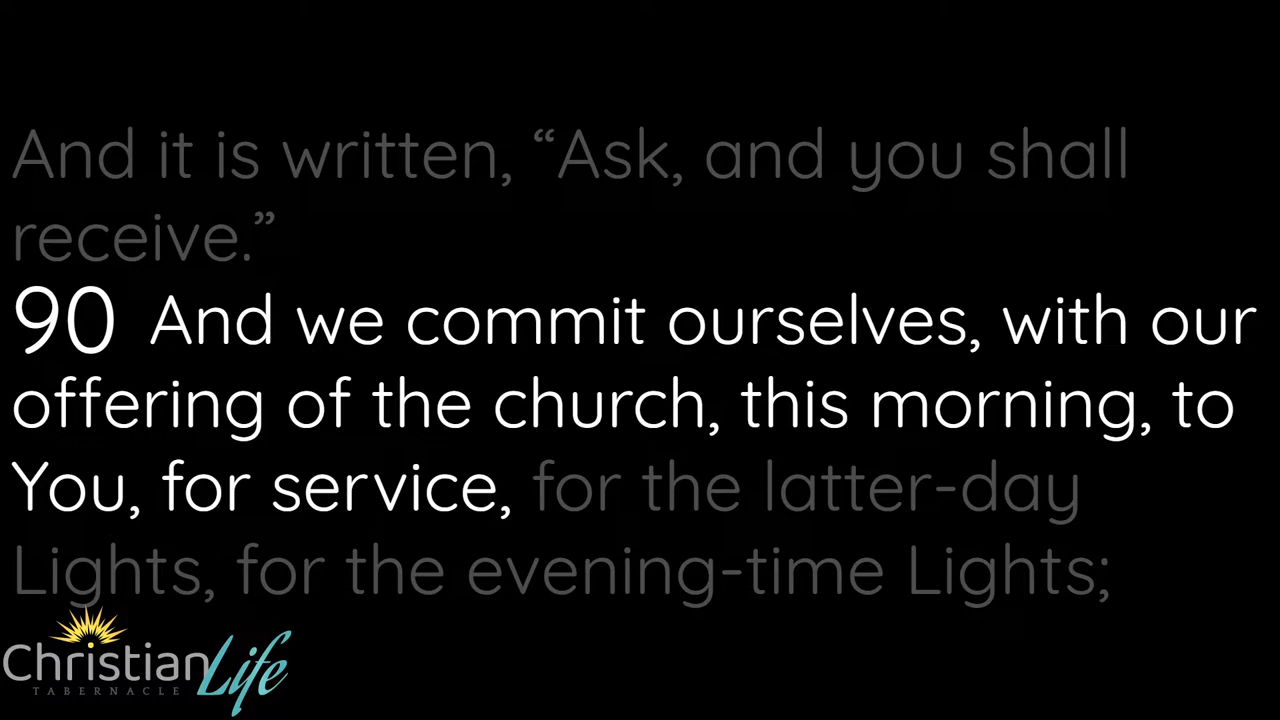 And it is written, “Ask, and you shall
receive.”
90 And we commit ourselves, with our
offering of the church, this morning, to
You, for service, for the latter-day
Lights, for the evening-time Lights;
Christian Life
TABERNACLE